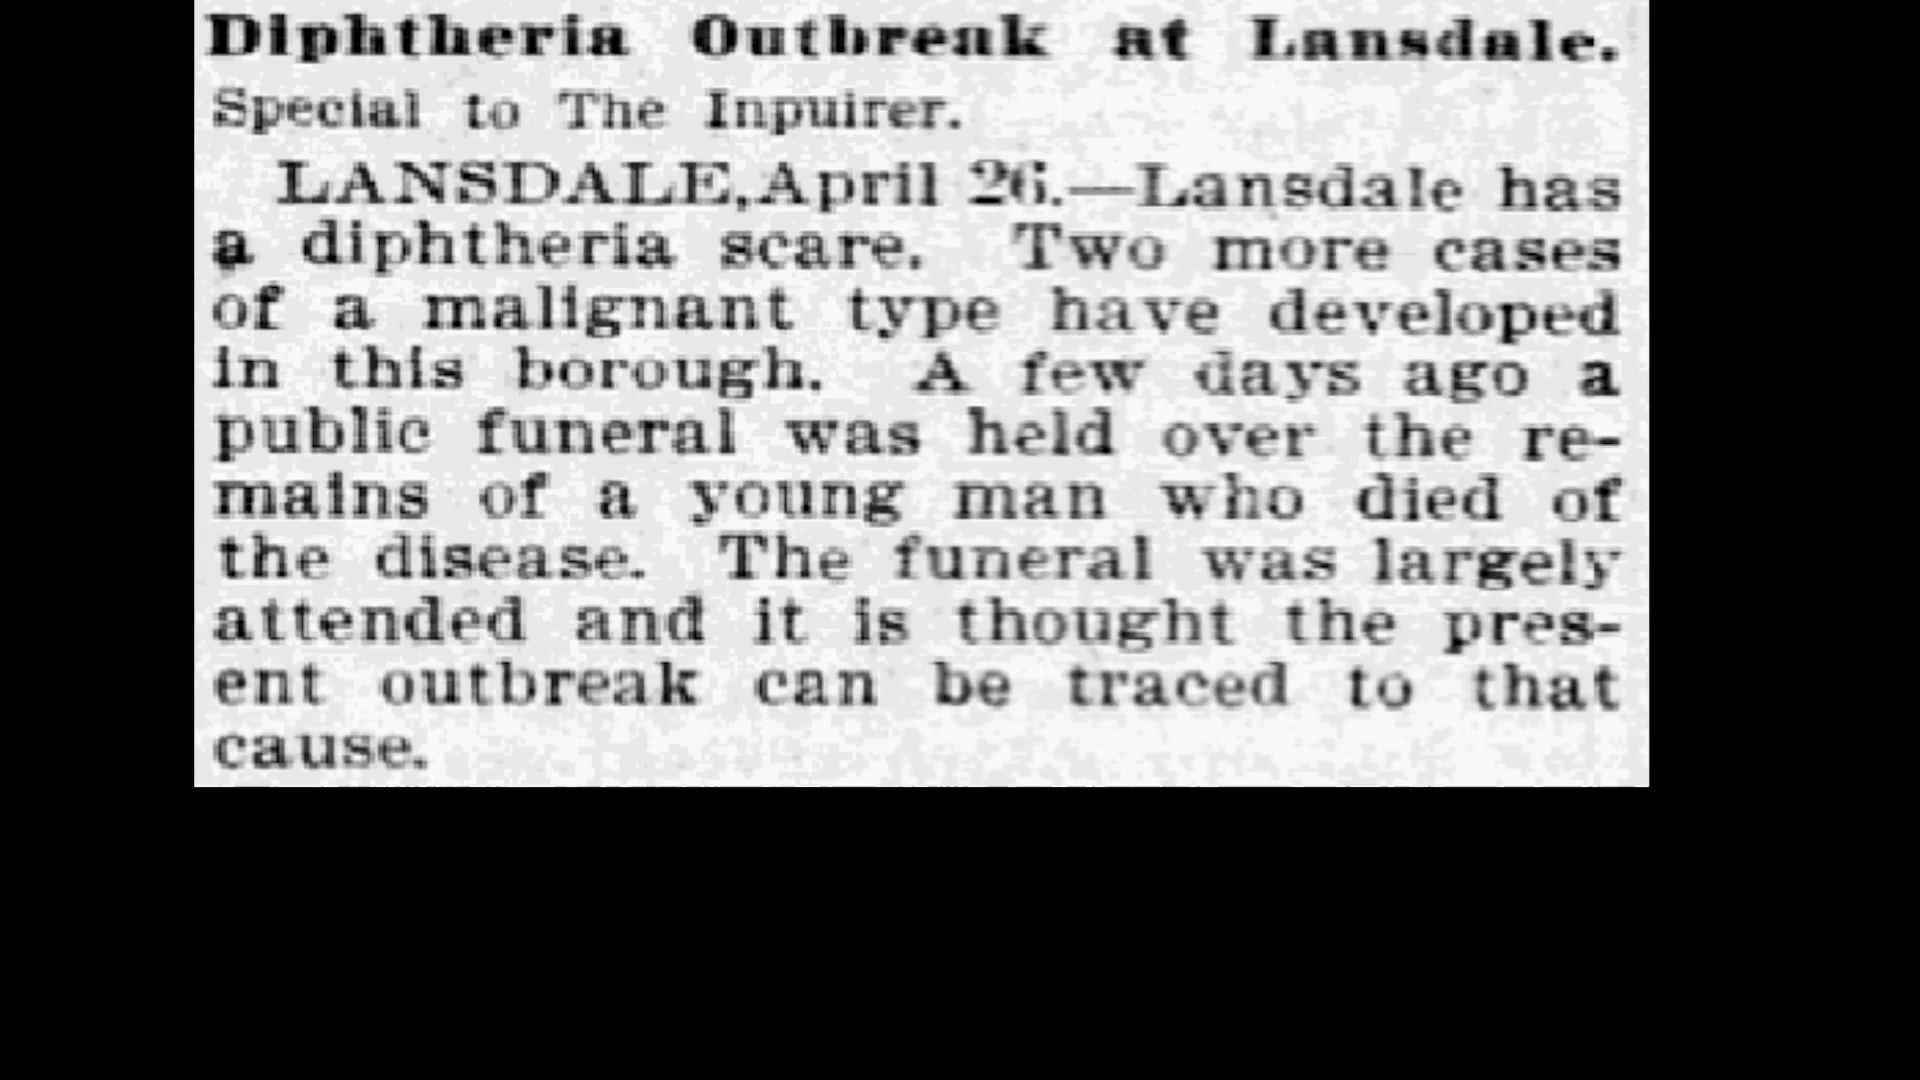 Diphtheria Outbreak at Lansdale.
Special to The Inpuirer.
LANSDALE, April 26.—Lansdale has
a diphtheria scare. Two more cases
of a malignant type have developed
in this borough. A few days ago a
public funeral was held over the re-
mains of a young man who died of
the disease. The funeral was largely
attended and it is thought the pres-
ent outbreak can be traced to that
cause.